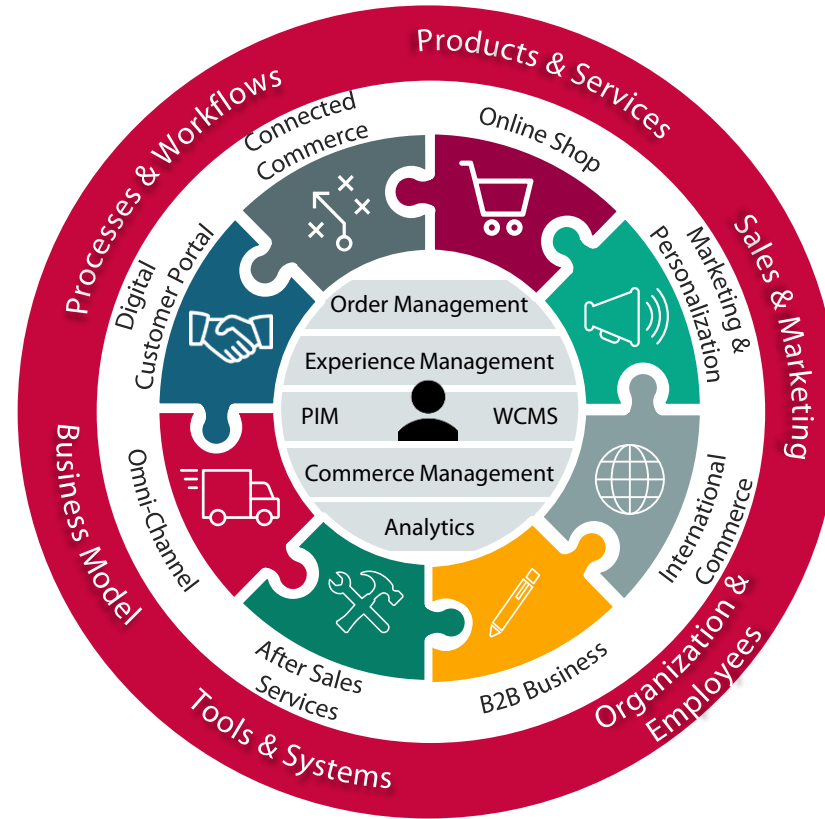 Products & Services
Sales & Marketing
Organization &
Employees
Tools & Systems
Business Model
Processes & Workflows
Online Shop
Marketing &
Personalization
International
Commerce
B2B Business
After Sales
Services
Omni-Channel
Digital
Customer Portal
Connected
Commerce
Order Management
Experience Management
PIM WCMS
Commerce Management
Analytics